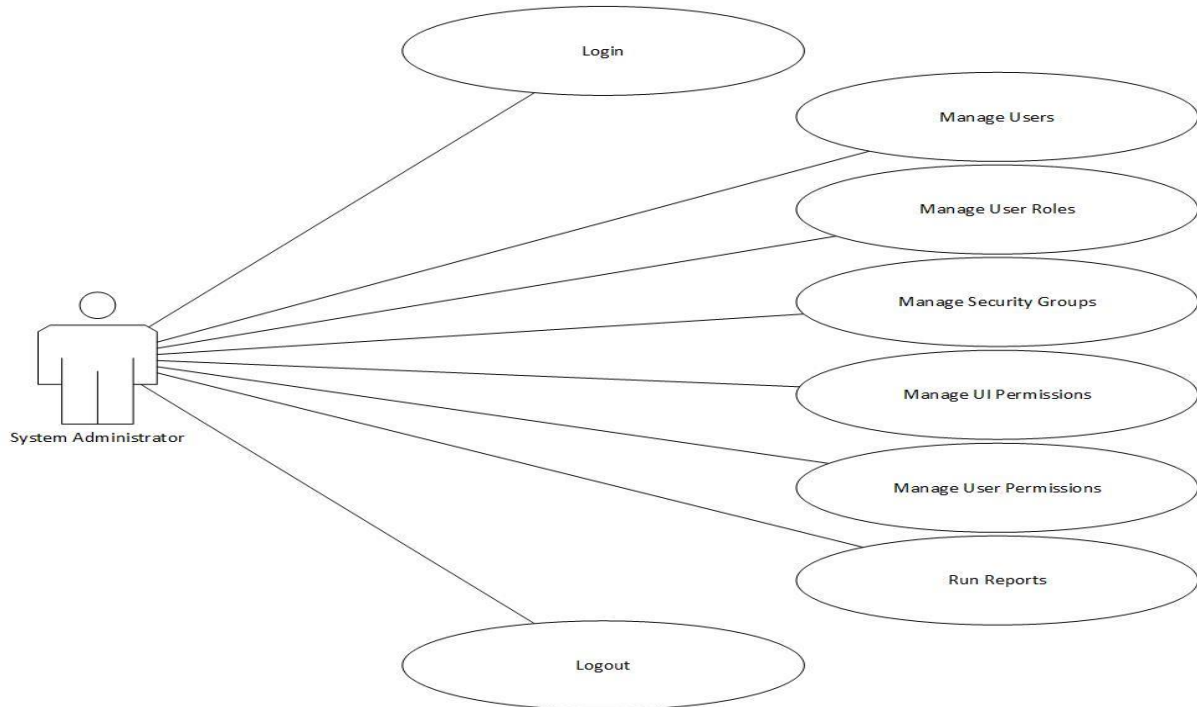 Login
Manage Users
Manage User Roles
Manage Security Groups
Manage UI Permissions
System Administrator
Manage User Permissions
Run Reports
Logout